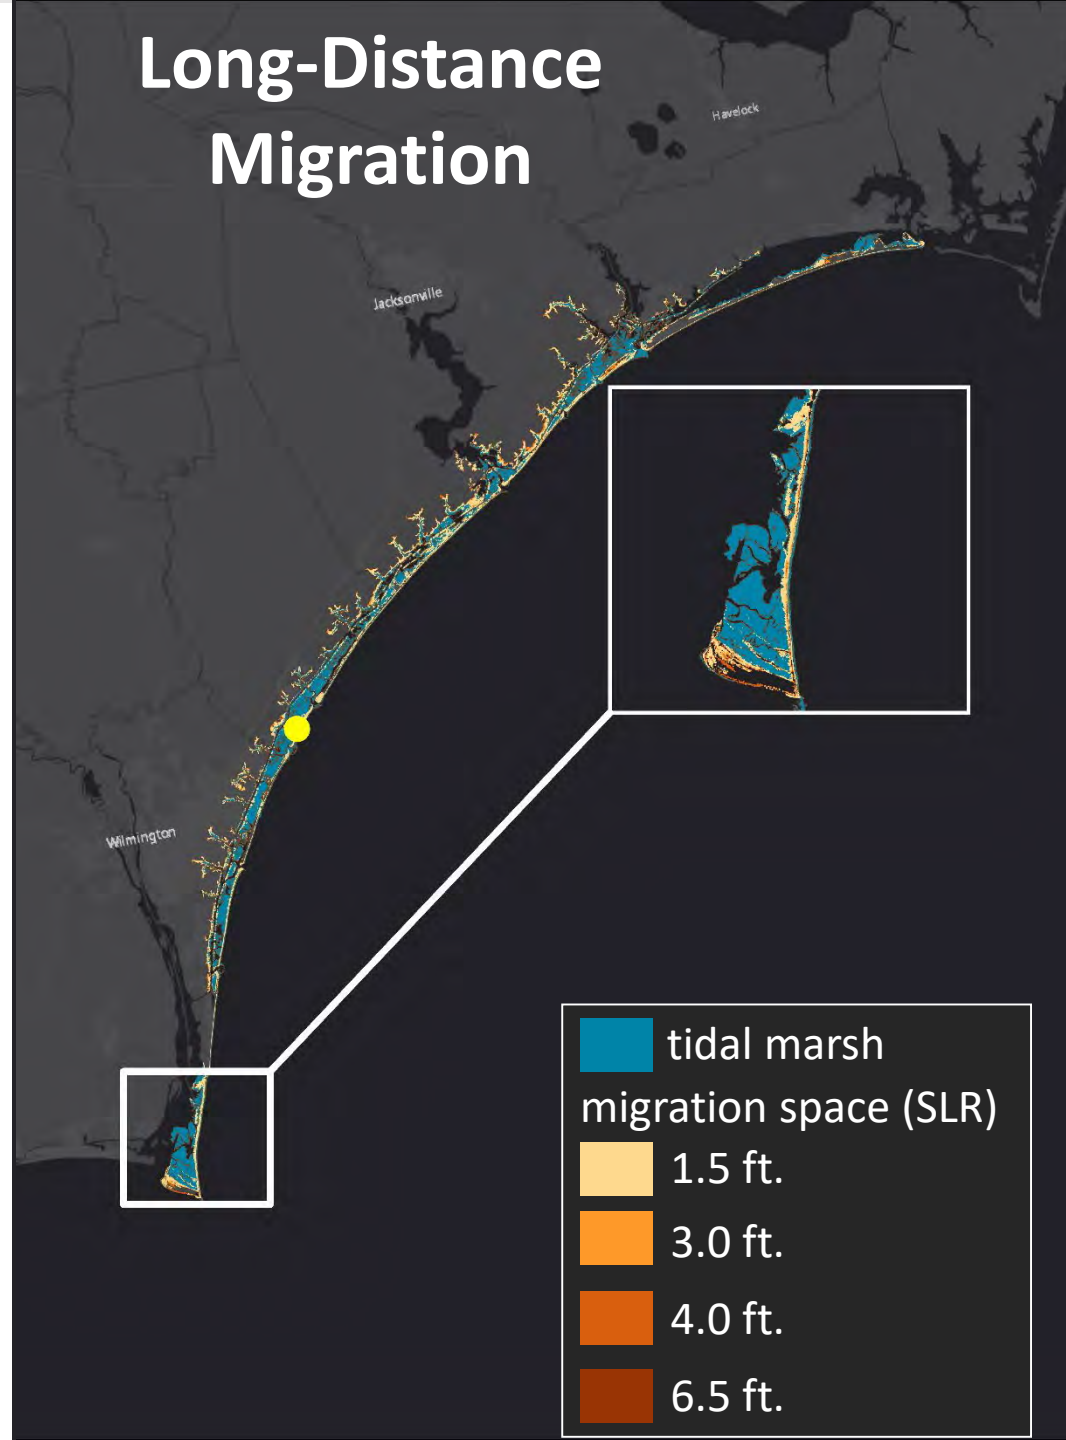 Long-Distance
Migration
Havelock
Jacksonville
Wilmington
tidal marsh
migration space (SLR)
1.5 ft.
3.0 ft.
4.0 ft.
6.5 ft.